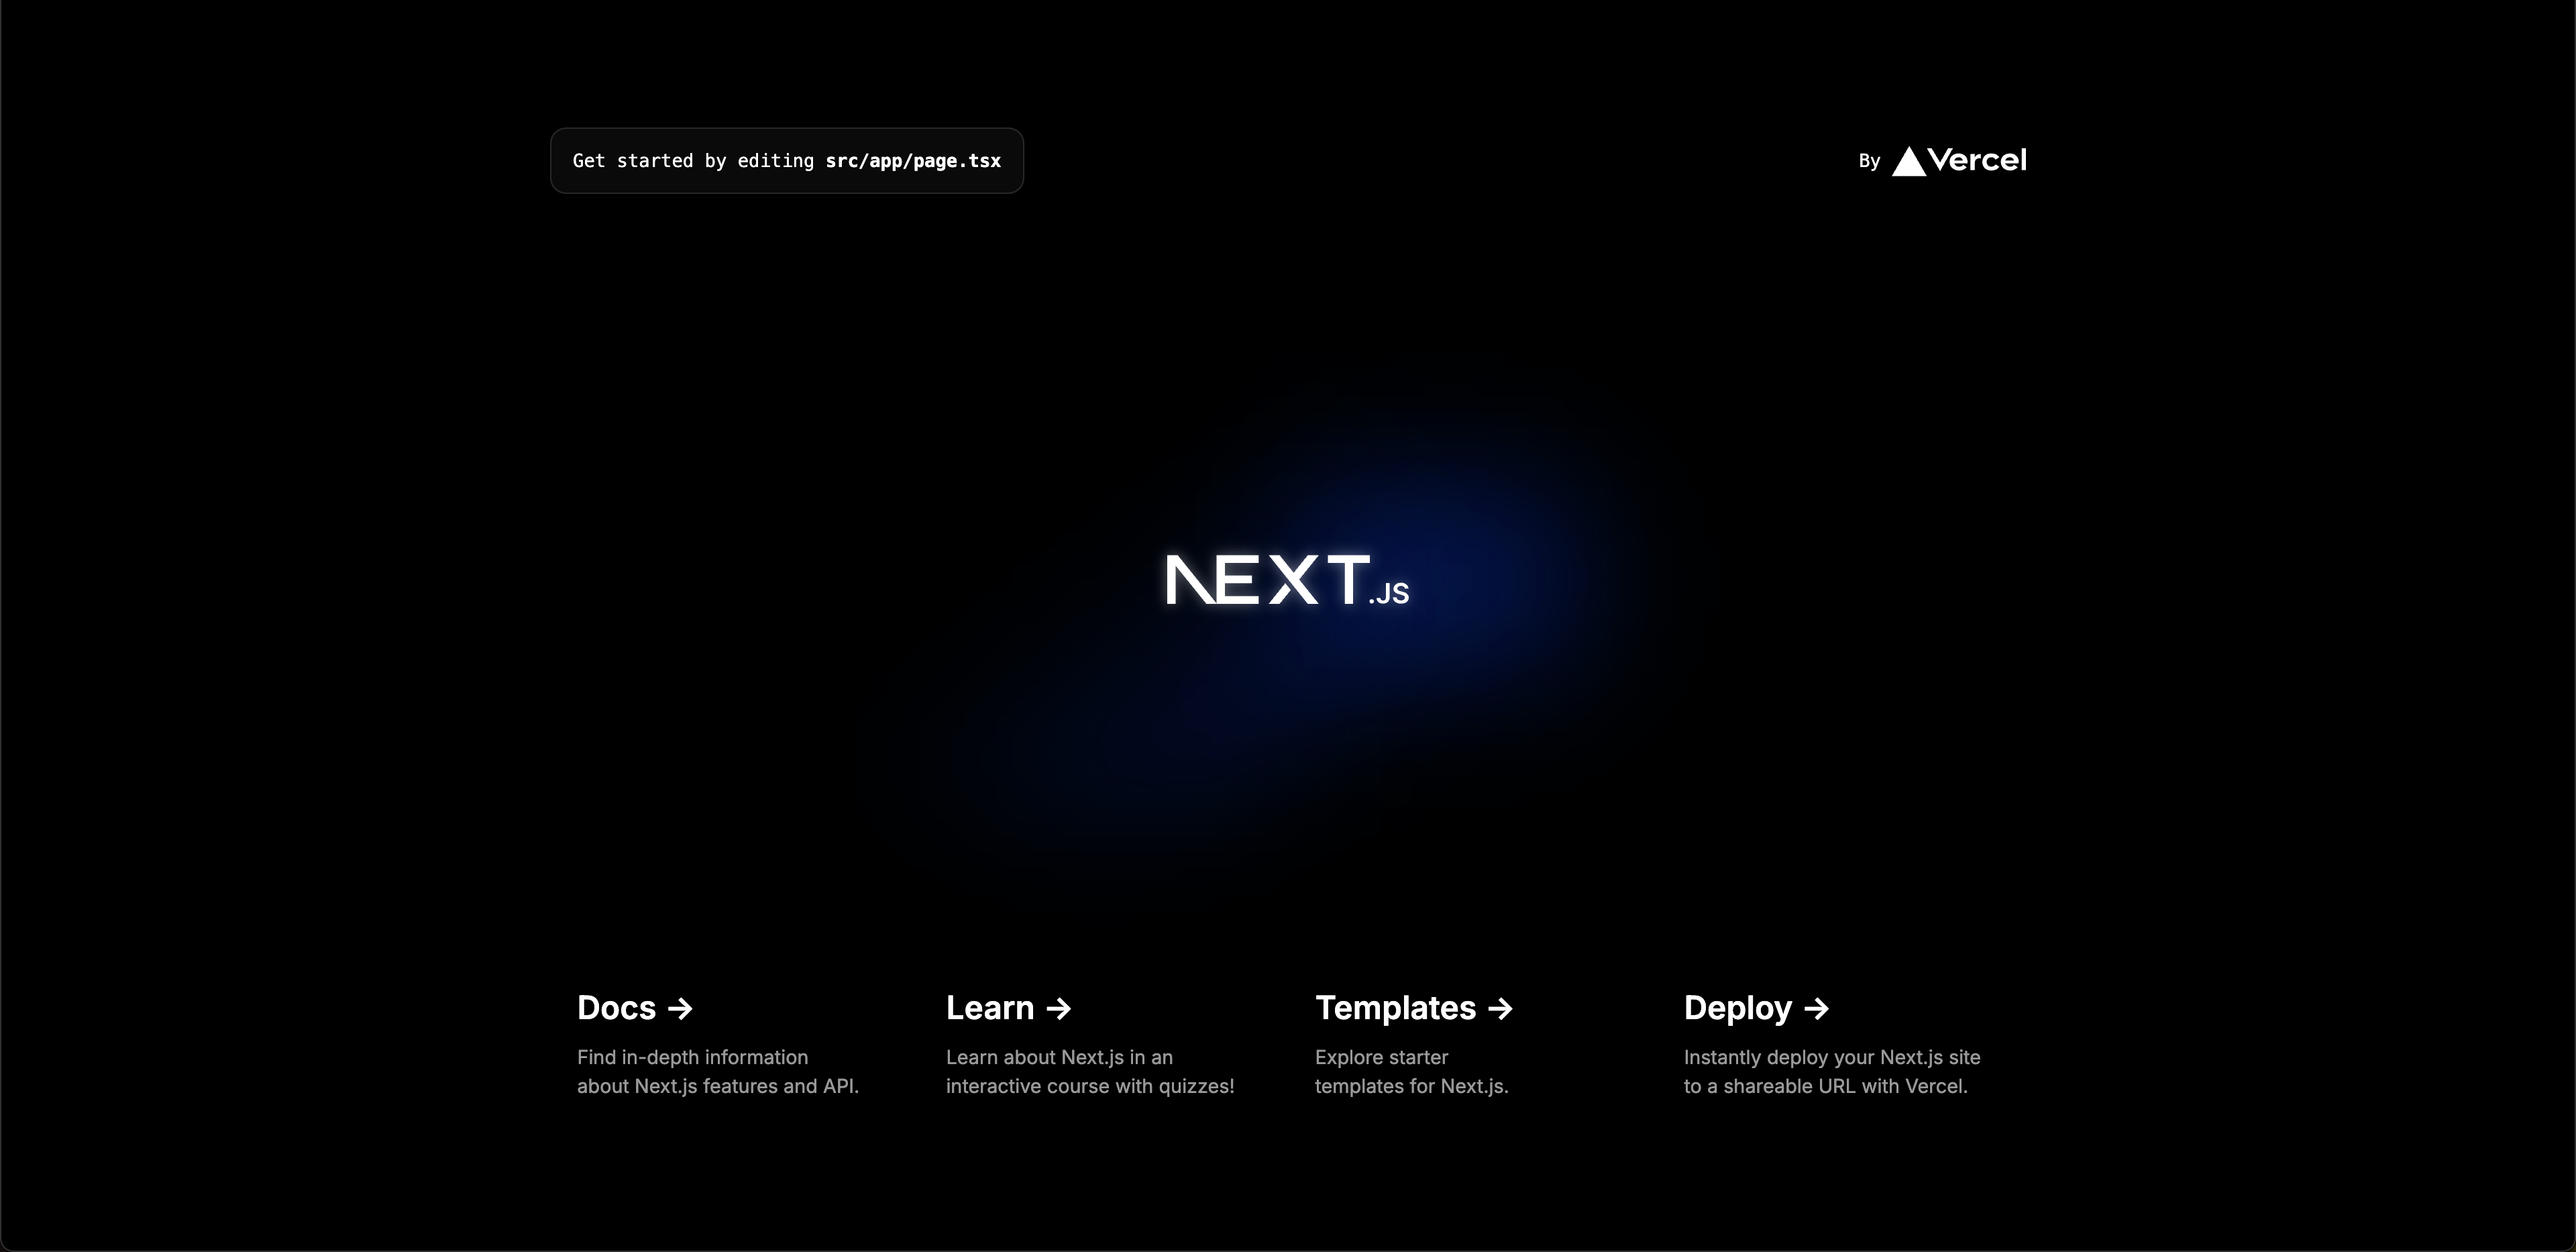 Get started by editing src/app/page.tsx
By Vercel
NEXT.JS
Docs →
Find in-depth information
about Next.js features and API.
Learn →
Learn about Next.js in an
interactive course with quizzes!
Templates →
Explore starter
templates for Next.js.
Deploy →
Instantly deploy your Next.js site
to a shareable URL with Vercel.